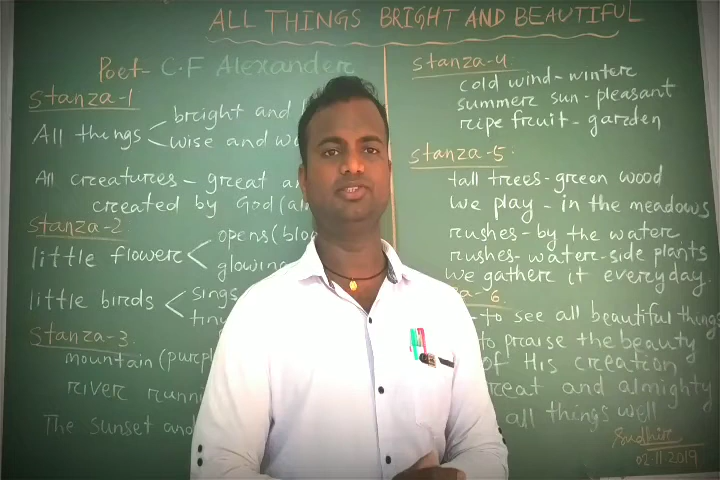 ALL THINGS BRIGHT AND BEAUTIFUL
Poet- C.F Alexander
Stanza-1
All things
bright and
wise and
All creatures - great
created by God
Stanza-2
little flower
opens
glowing
little birds
sings
tiny
Stanza-3
mountain
river
The sunset and
Stanza-4
cold wind-winter
summer sun-pleasant
ripe fruit-garden
Stanza-5:
tall trees-green wood
We play - in the meadows
rushes-by the water
rushes-water-side plants
We gather it everyday.
6.
to see all beautiful things
to praise the beauty
of His creation
and almighty
all things well
Sudhir
02.11.2019